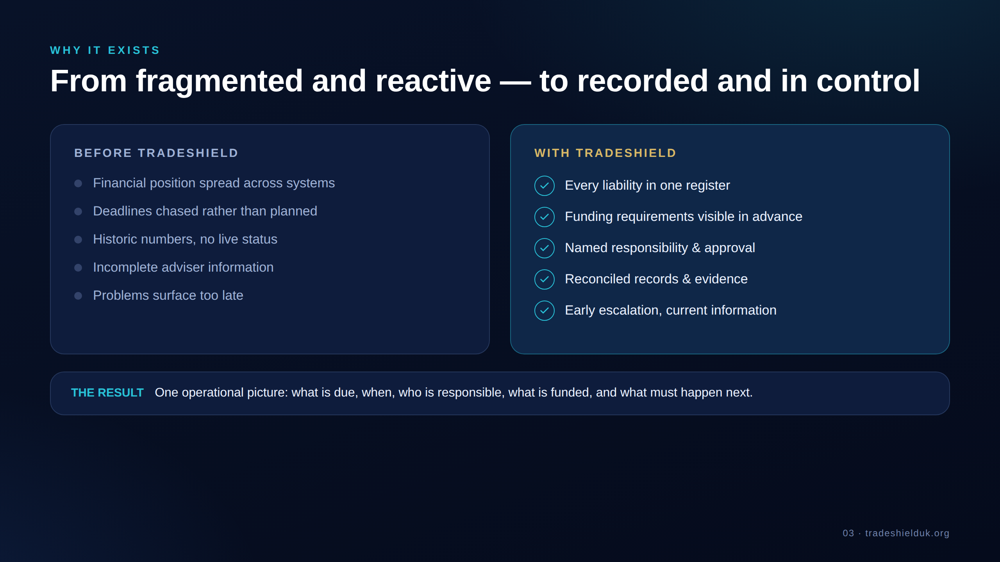 WHY IT EXISTS
From fragmented and reactive — to recorded and in control
BEFORE TRADESHIELD
Financial position spread across systems
Deadlines chased rather than planned
Historic numbers, no live status
Incomplete adviser information
Problems surface too late
WITH TRADESHIELD
Every liability in one register
Funding requirements visible in advance
Named responsibility & approval
Reconciled records & evidence
Early escalation, current information
THE RESULT One operational picture: what is due, when, who is responsible, what is funded, and what must happen next.
03 · tradeshielduk.org